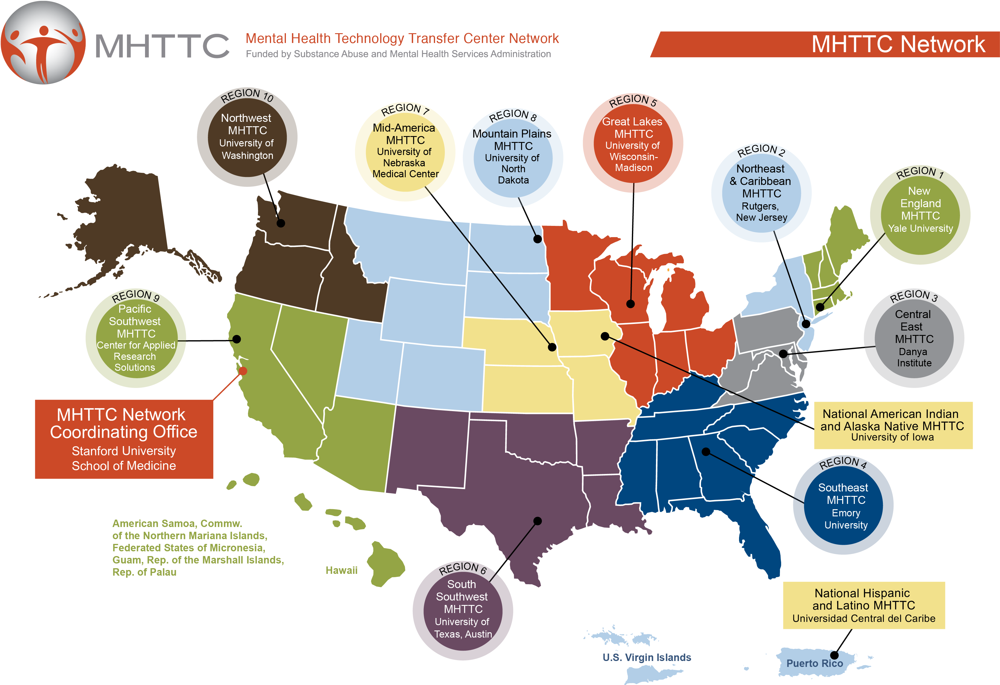 MHTTC
Mental Health Technology Transfer Center Network
Funded by Substance Abuse and Mental Health Services Administration
MHTTC Network
REGION 10
Northwest
MHTTC
University of
Washington
REGION 7
Mid-America
MHTTC
University of
Nebraska
Medical Center
REGION 8
Mountain Plains
MHTTC
University of
North
Dakota
REGION 5
Great Lakes
MHTTC
University of
Wisconsin-
Madison
REGION 2
Northeast
& Caribbean
MHTTC
Rutgers,
New Jersey
REGION 1
New
England
MHTTC
Yale University
REGION 9
Pacific
Southwest
MHTTC
Center for Applied
Research
Solutions
REGION 3
Central
East
MHTTC
Danya
Institute
MHTTC Network
Coordinating Office
Stanford University
School of Medicine
National American Indian
and Alaska Native MHTTC
University of Iowa
REGION 4
Southeast
MHTTC
Emory
University
American Samoa, Commw.
of the Northern Mariana Islands,
Federated States of Micronesia,
Guam, Rep. of the Marshall Islands,
Rep. of Palau
Hawaii
REGION 6
South
Southwest
MHTTC
University of
Texas, Austin
National Hispanic
and Latino MHTTC
Universidad Central del Caribe
U.S. Virgin Islands
Puerto Rico